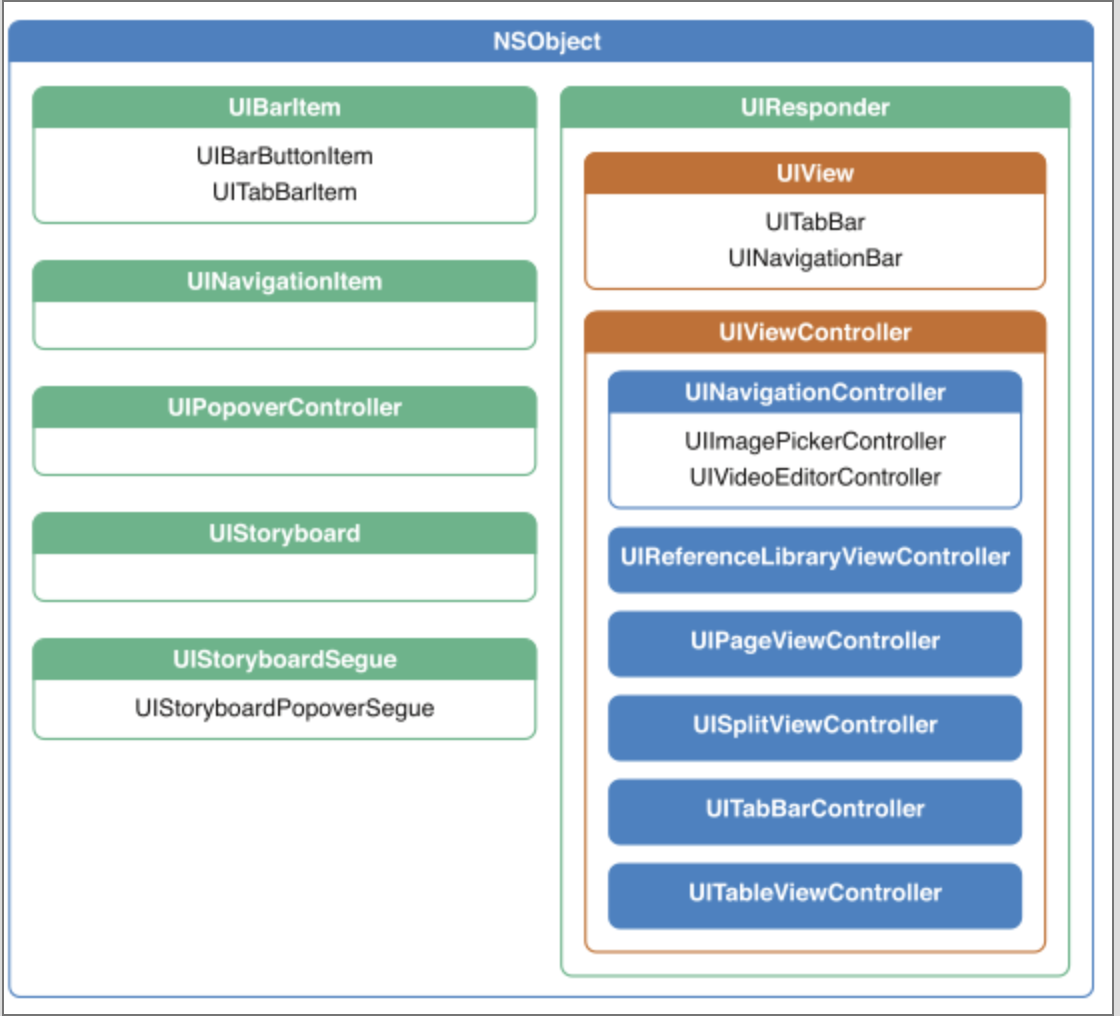 NSObject
UIBarItem
UIBarButtonItem
UITabBarItem
UINavigationItem
UIPopoverController
UIStoryboard
UIStoryboardSegue
UIStoryboardPopoverSegue
UIResponder
UIView
UITabBar
UINavigationBar
UIViewController
UINavigationController
UIImagePickerController
UIVideoEditorController
UIReferenceLibraryViewController
UIPageViewController
UISplitViewController
UITabBarController
UITableViewController